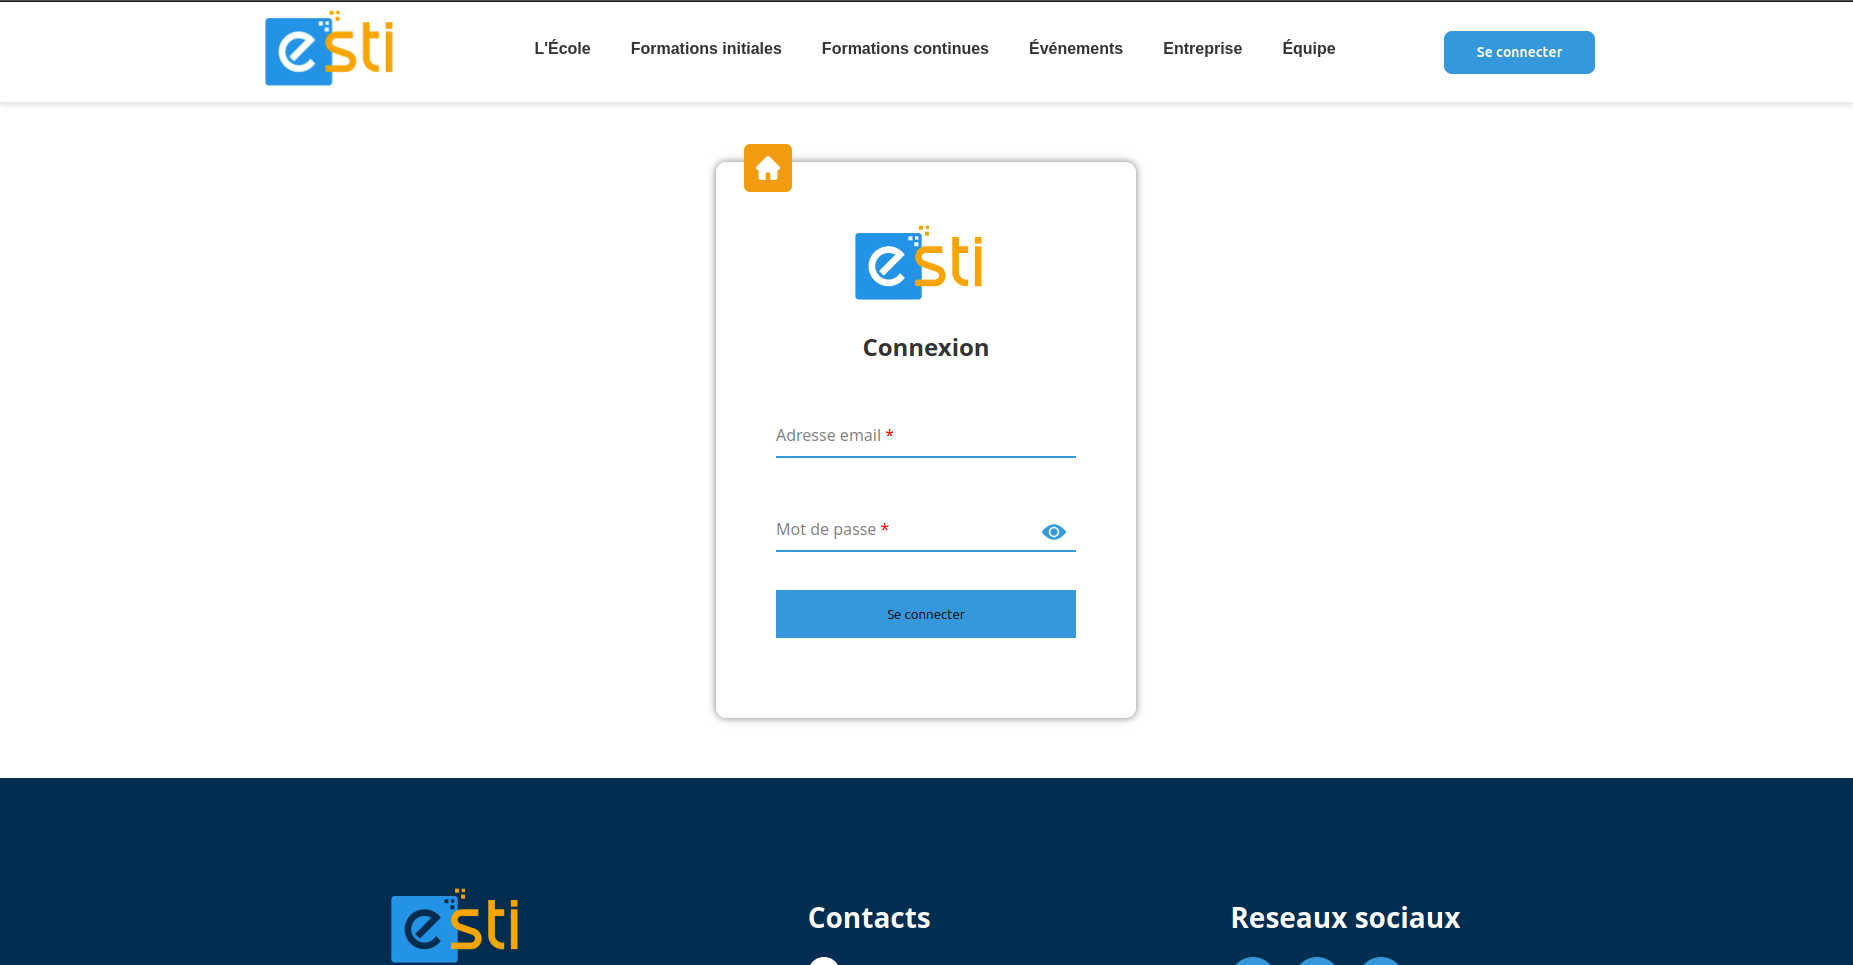 esti
L'École
Formations initiales
Formations continues
Événements
Entreprise
Équipe
Se connecter
esti
Connexion
Adresse email *
Mot de passe *
Se connecter
esti
Contacts
Reseaux sociaux